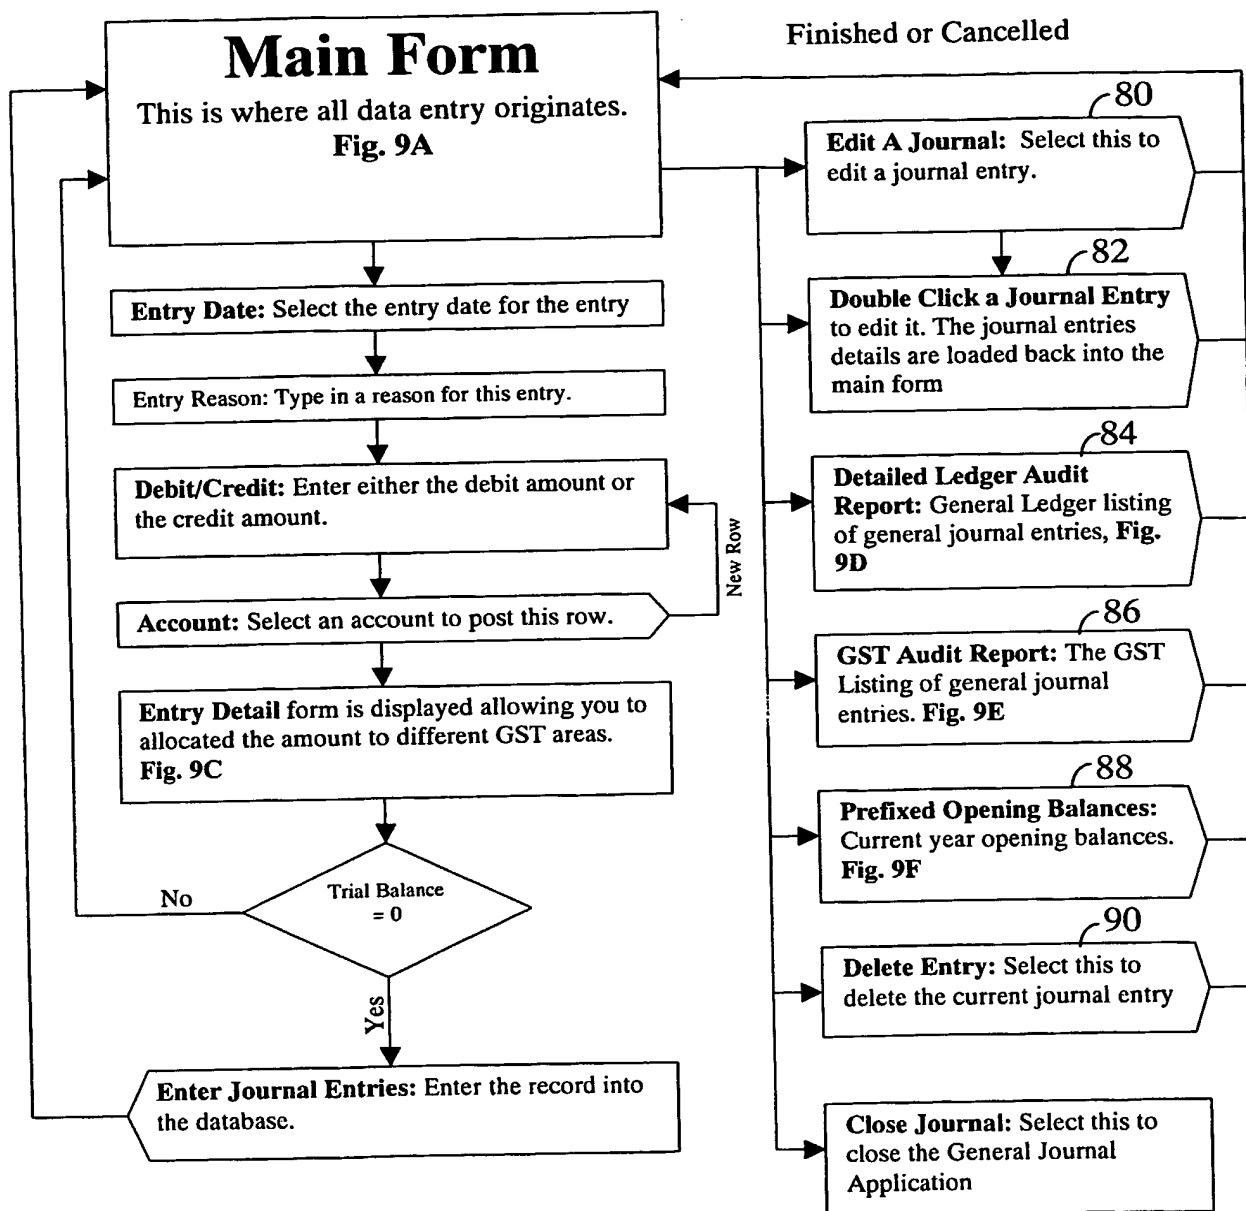 Main Form
This is where all data entry originates.
Fig. 9A
Entry Date: Select the entry date for the entry
Entry Reason: Type in a reason for this entry.
Debit/Credit: Enter either the debit amount or
the credit amount.
New Row
Account: Select an account to post this row.
Entry Detail form is displayed allowing you to
allocated the amount to different GST areas.
Fig. 9C
Trial Balance
= 0
No
Yes
Enter Journal Entries: Enter the record into
the database.
Finished or Cancelled
80
Edit A Journal: Select this to
edit a journal entry.
82
Double Click a Journal Entry
to edit it. The journal entries
details are loaded back into the
main form
84
Detailed Ledger Audit
Report: General Ledger listing
of general journal entries, Fig.
9D
86
GST Audit Report: The GST
Listing of general journal
entries. Fig. 9E
88
Prefixed Opening Balances:
Current year opening balances.
Fig. 9F
90
Delete Entry: Select this to
delete the current journal entry
Close Journal: Select this to
close the General Journal
Application